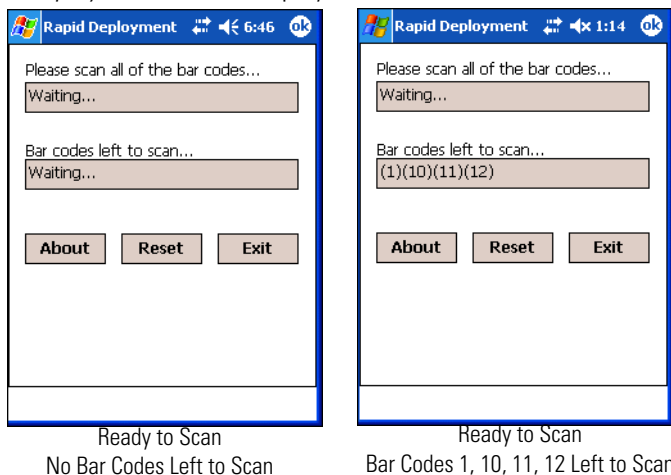 Rapid Deployment 6:46 ok
Please scan all of the bar codes...
Waiting...
Bar codes left to scan...
Waiting...
About Reset Exit
Ready to Scan
No Bar Codes Left to Scan
Rapid Deployment 1:14 ok
Please scan all of the bar codes...
Waiting...
Bar codes left to scan...
(1)(10)(11)(12)
About Reset Exit
Ready to Scan
Bar Codes 1, 10, 11, 12 Left to Scan